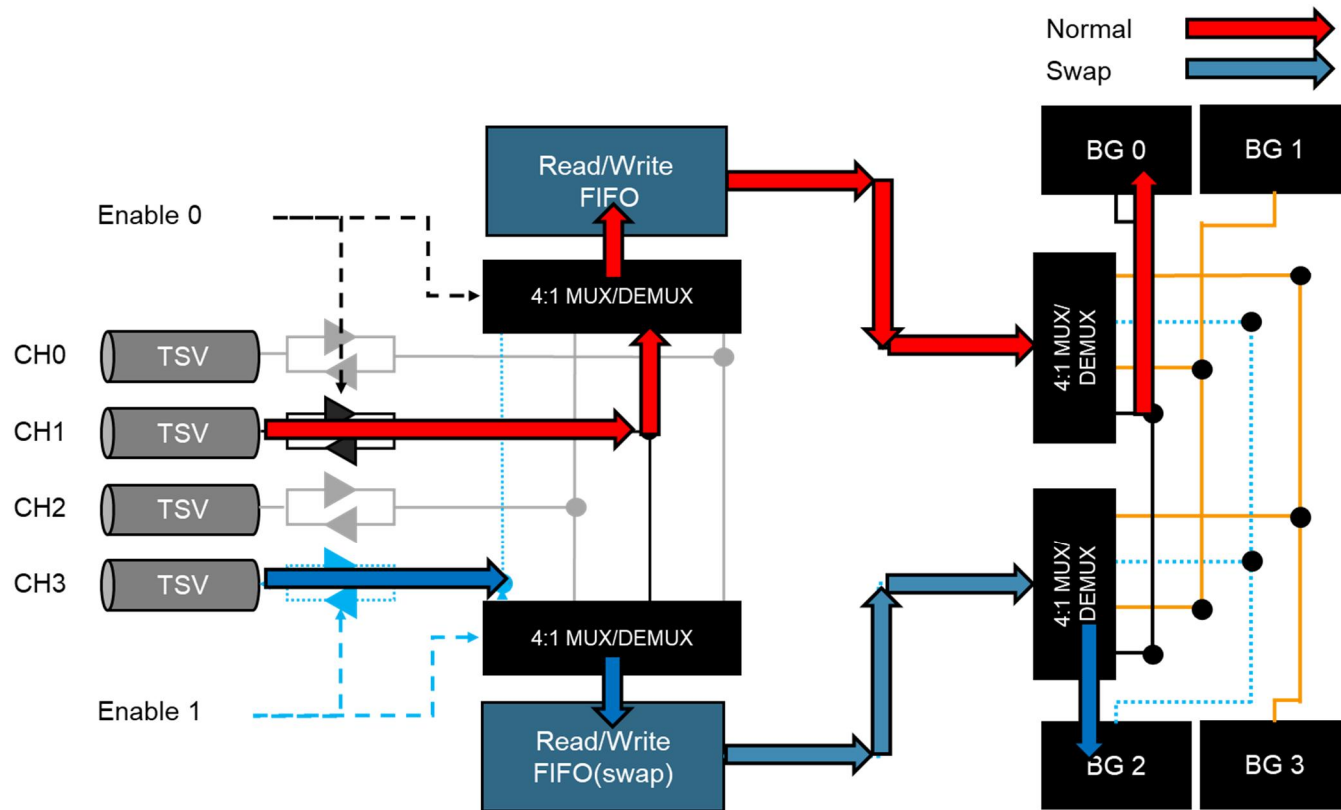 Normal
Swap
BG 0
BG 1
Read/Write
FIFO
Enable 0
4:1 MUX/DEMUX
4:1 MUX/
DEMUX
CH0
TSV
CH1
TSV
CH2
TSV
CH3
TSV
4:1 MUX/
DEMUX
4:1 MUX/DEMUX
Enable 1
Read/Write
FIFO(swap)
BG 2
BG 3